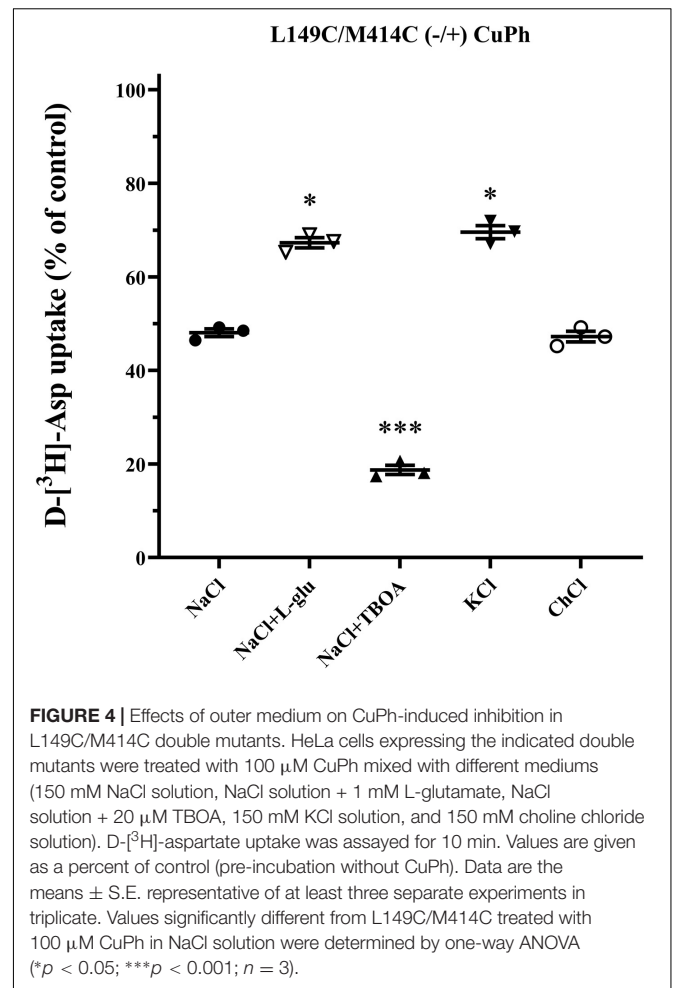 L149C/M414C (-/+) CuPh
D-[³H]-Asp uptake (% of control)
100
80
60
40
20
0
*
***
*
NaCl
NaCl+L-glu
NaCl+TBOA
KCl
ChCl
FIGURE 4 | Effects of outer medium on CuPh-induced inhibition in
L149C/M414C double mutants. HeLa cells expressing the indicated double
mutants were treated with 100 μM CuPh mixed with different mediums
(150 mM NaCl solution, NaCl solution + 1 mM L-glutamate, NaCl
solution + 20 μM TBOA, 150 mM KCl solution, and 150 mM choline chloride
solution). D-[³H]-aspartate uptake was assayed for 10 min. Values are given
as a percent of control (pre-incubation without CuPh). Data are the
means ± S.E. representative of at least three separate experiments in
triplicate. Values significantly different from L149C/M414C treated with
100 μM CuPh in NaCl solution were determined by one-way ANOVA
(*p < 0.05; ***p < 0.001; n = 3).